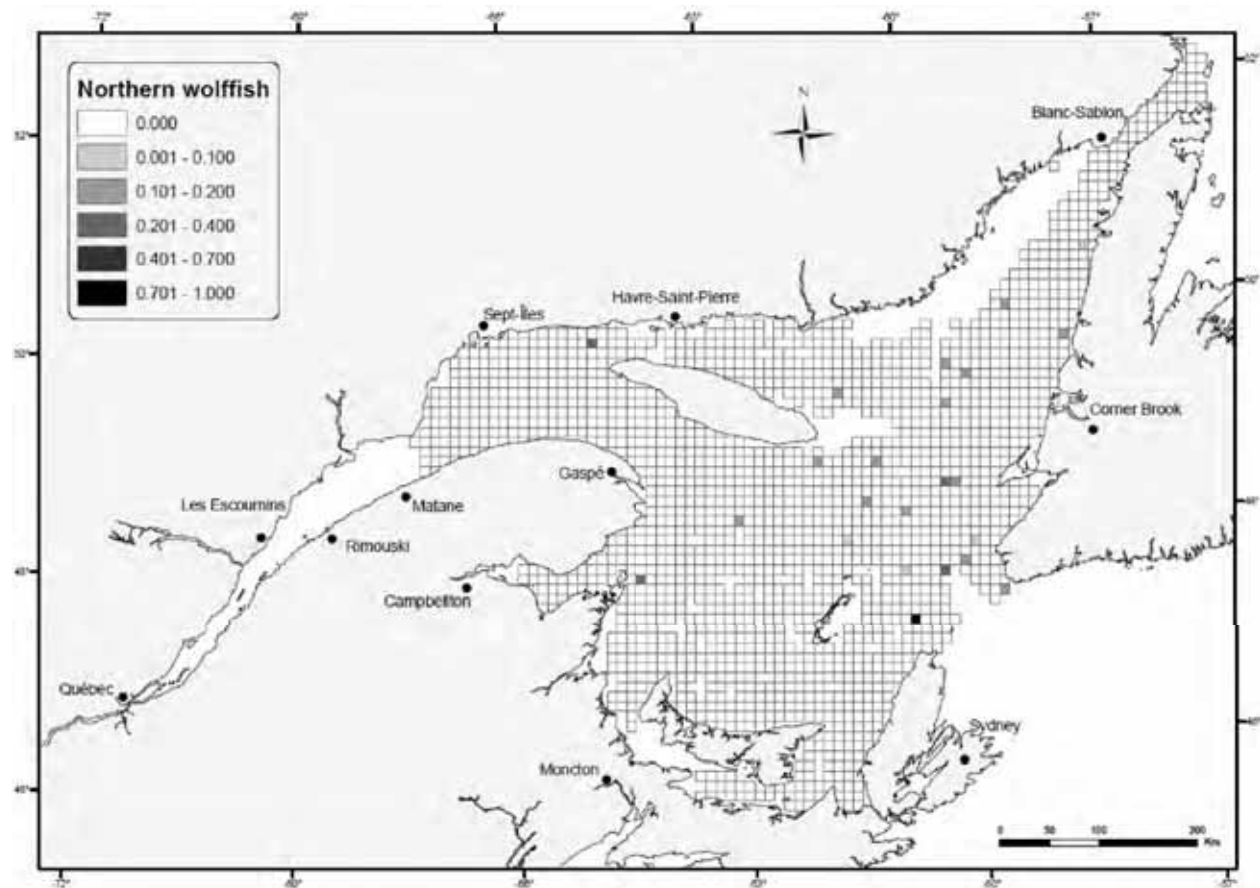 Northern wolffish
0.000
0.001 - 0.100
0.101 - 0.200
0.201 - 0.400
0.401 - 0.700
0.701 - 1.000
N
Blanc-Sablon
Havre-Saint-Pierre
Sept-Îles
Corner Brook
Gaspé
Les Escoumins
Matane
Rimouski
Campbellton
Québec
Sydney
Moncton
0 50 100 200
Km